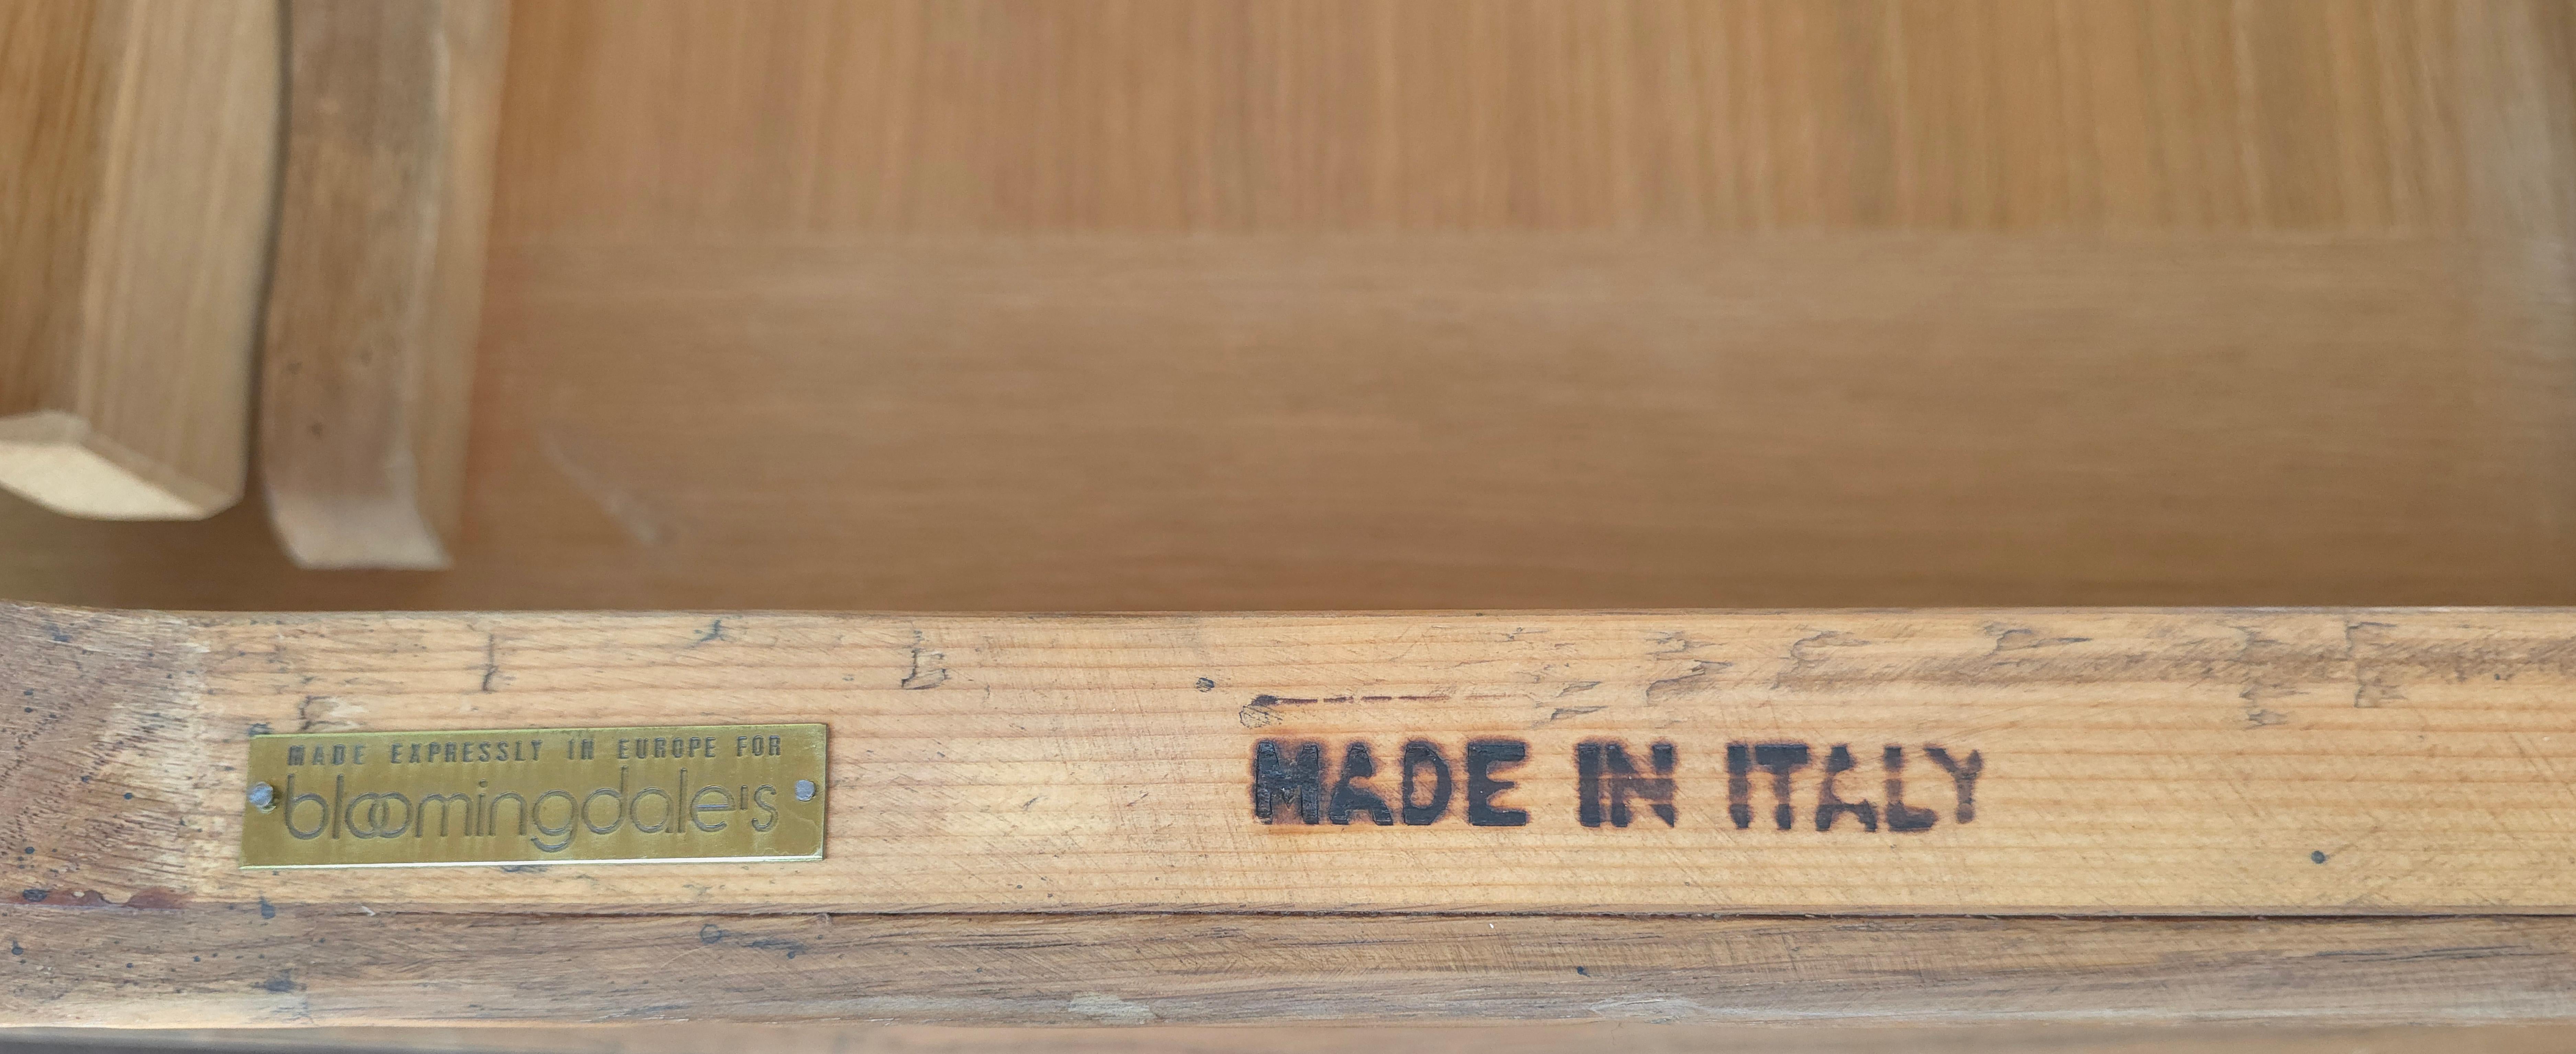 MADE EXPRESSLY IN EUROPE FOR
bloomingdale's
MADE IN ITALY